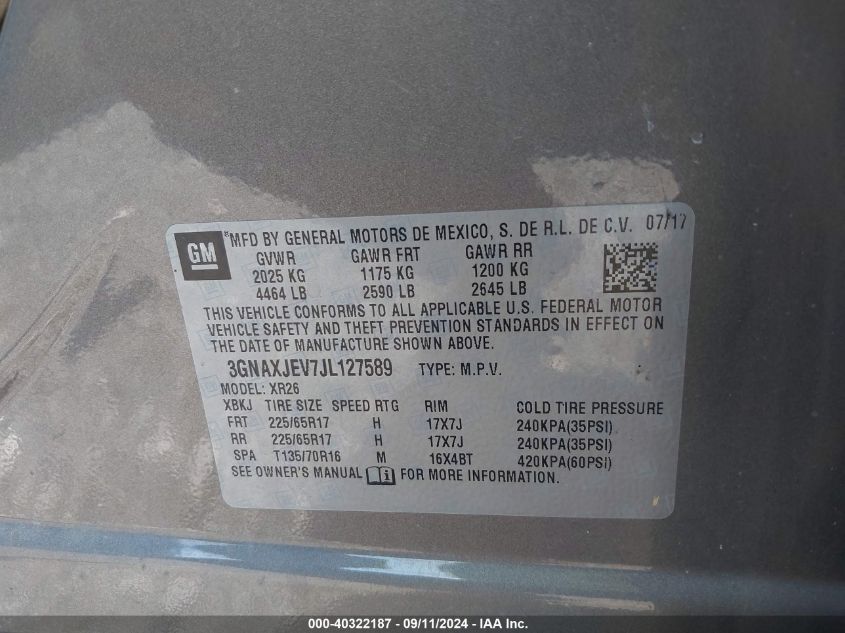 GM ® MFD BY GENERAL MOTORS DE MEXICO, S. DE R.L. DE C.V. 07/17
GVWR GAWR FRT GAWR RR
2025 KG 1175 KG 1200 KG
4464 LB 2590 LB 2645 LB
THIS VEHICLE CONFORMS TO ALL APPLICABLE U.S. FEDERAL MOTOR
VEHICLE SAFETY AND THEFT PREVENTION STANDARDS IN EFFECT ON
THE DATE OF MANUFACTURE SHOWN ABOVE.
3GNAXJEV7JL127589 TYPE: M.P.V.
MODEL: XR26
XBKJ TIRE SIZE SPEED RTG RIM COLD TIRE PRESSURE
FRT 225/65R17 H 17X7J 240KPA(35PSI)
RR 225/65R17 H 17X7J 240KPA(35PSI)
SPA T135/70R16 M 16X4BT 420KPA(60PSI)
SEE OWNER'S MANUAL FOR MORE INFORMATION.
000-40322187 - 09/11/2024 - IAA Inc.